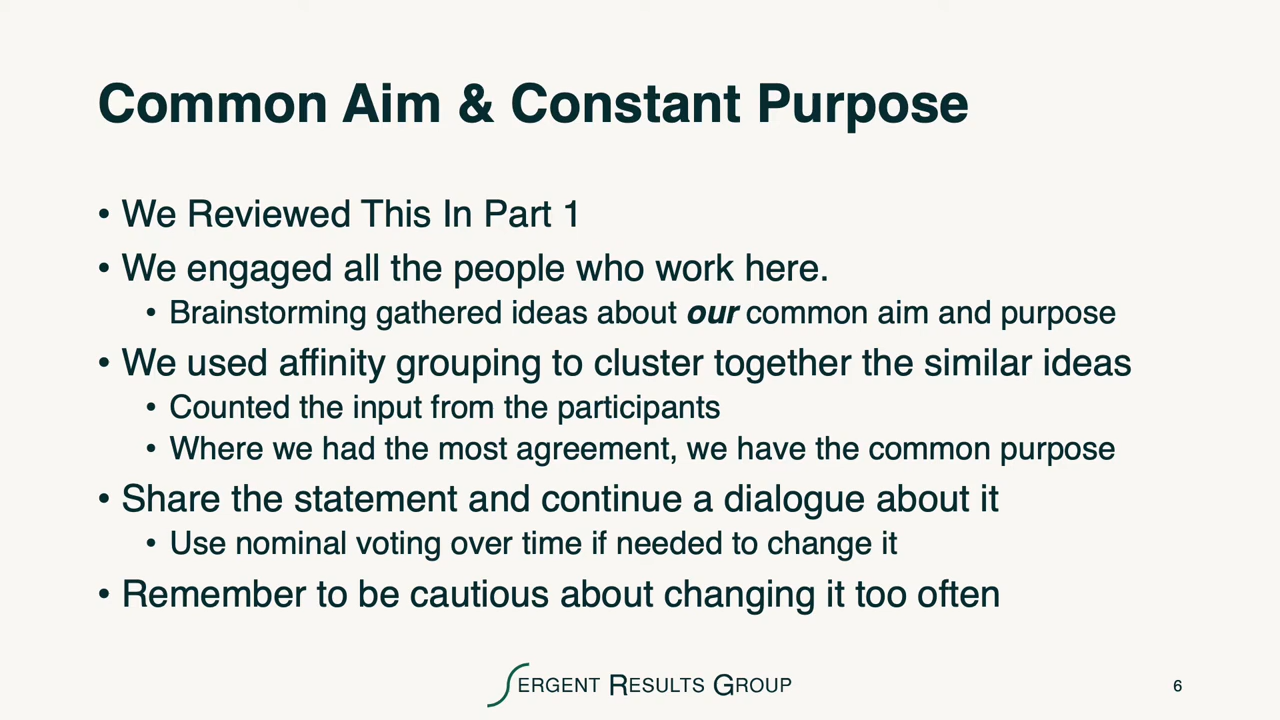 Common Aim & Constant Purpose
• We Reviewed This In Part 1
• We engaged all the people who work here.
• Brainstorming gathered ideas about our common aim and purpose
• We used affinity grouping to cluster together the similar ideas
• Counted the input from the participants
• Where we had the most agreement, we have the common purpose
• Share the statement and continue a dialogue about it
• Use nominal voting over time if needed to change it
• Remember to be cautious about changing it too often
SERGENT RESULTS GROUP
6